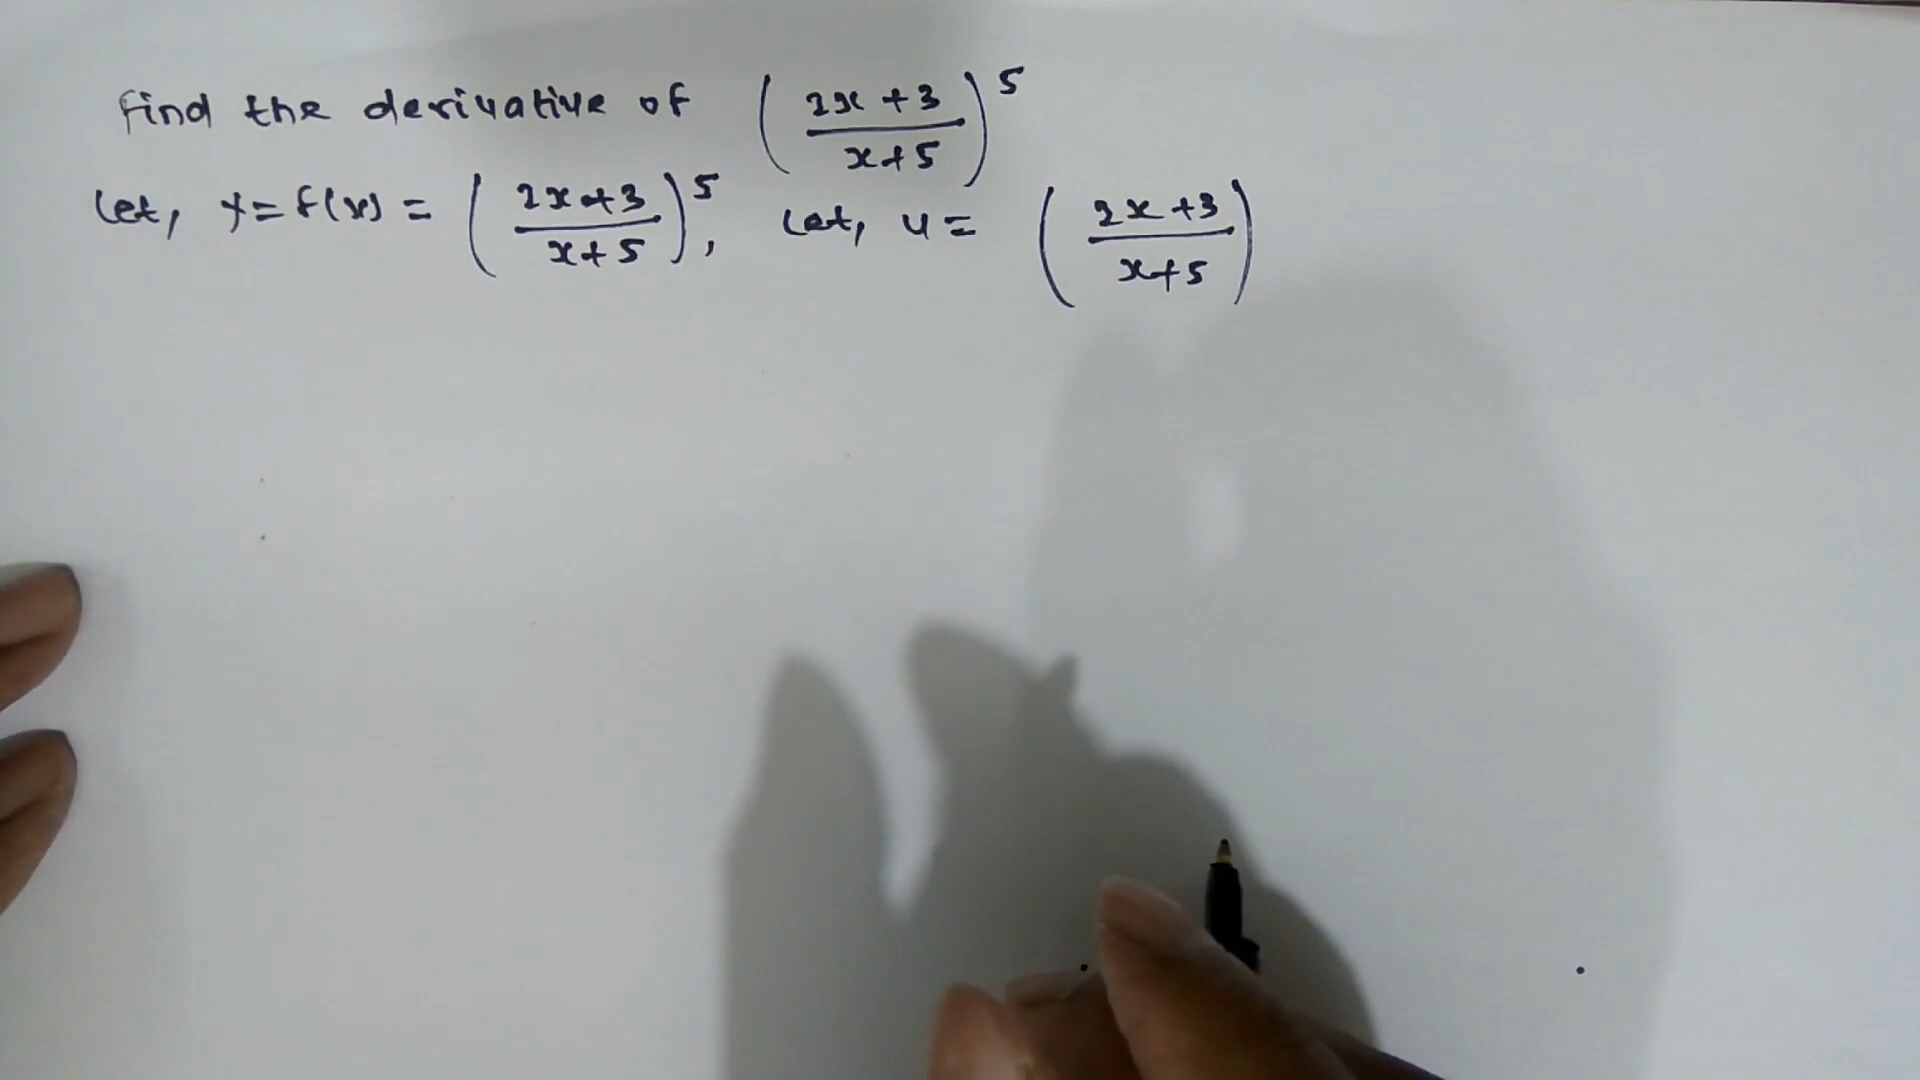 Find the derivative of (2x+3/x+5)^5
Let, y=f(x) = (2x+3/x+5)^5, Let, u = (2x+3/x+5)